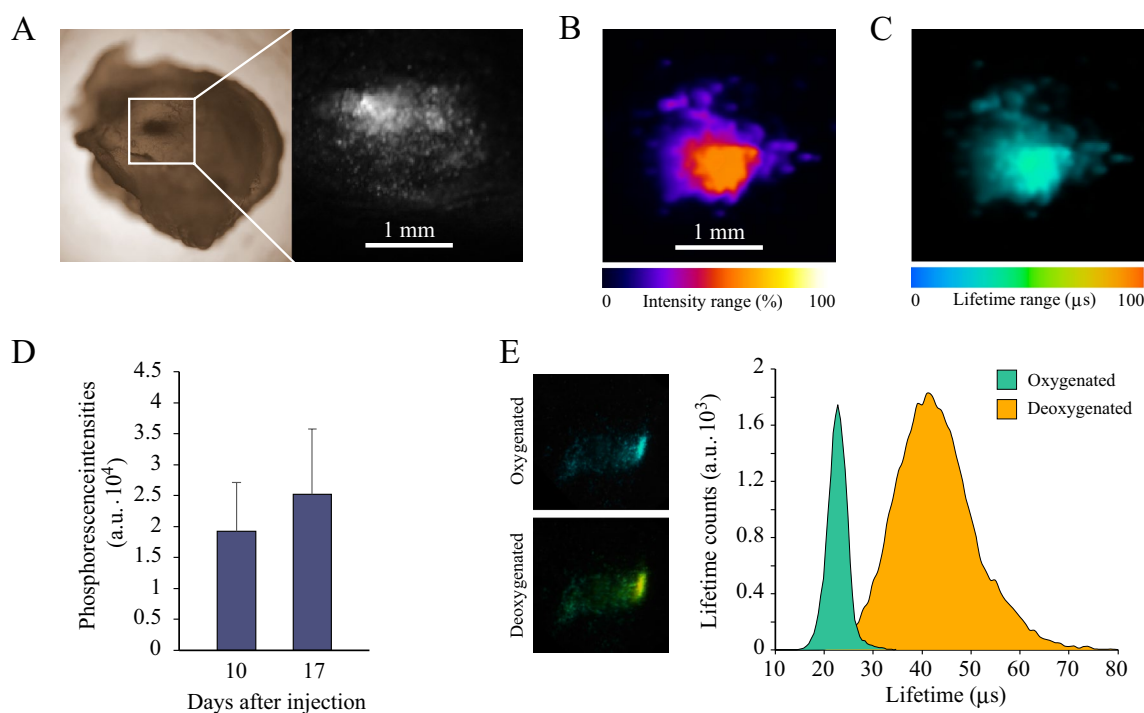 A
1 mm
B
1 mm
0 Intensity range (%) 100
C
0 Lifetime range (μs) 100
D
Phosphorescenceintensities
(a.u.·10⁴)
4.5
4
3.5
3
2.5
2
1.5
1
0.5
0
10 17
Days after injection
E
Oxygenated
Deoxygenated
Lifetime counts (a.u.·10³)
2
1.6
1.2
0.8
0.4
0
10 20 30 40 50 60 70 80
Lifetime (μs)
Oxygenated
Deoxygenated